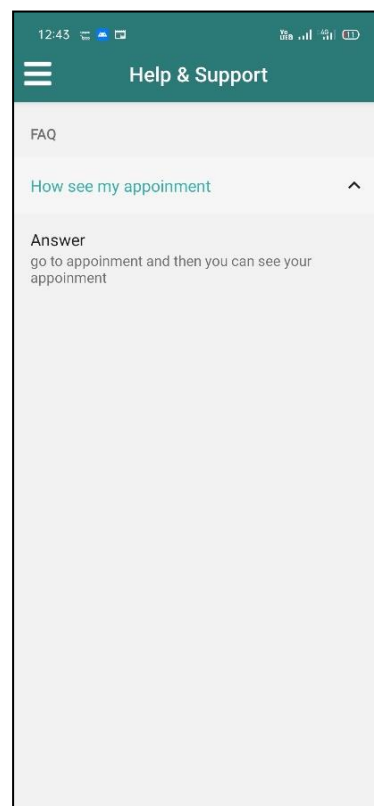 12:43
Help & Support
FAQ
How see my appoinment
Answer
go to appoinment and then you can see your
appoinment